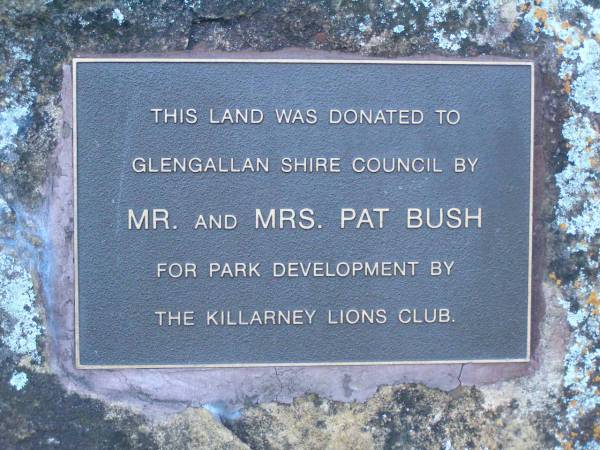 THIS LAND WAS DONATED TO
GLENGALLAN SHIRE COUNCIL BY
MR. AND MRS. PAT BUSH
FOR PARK DEVELOPMENT BY
THE KILLARNEY LIONS CLUB.